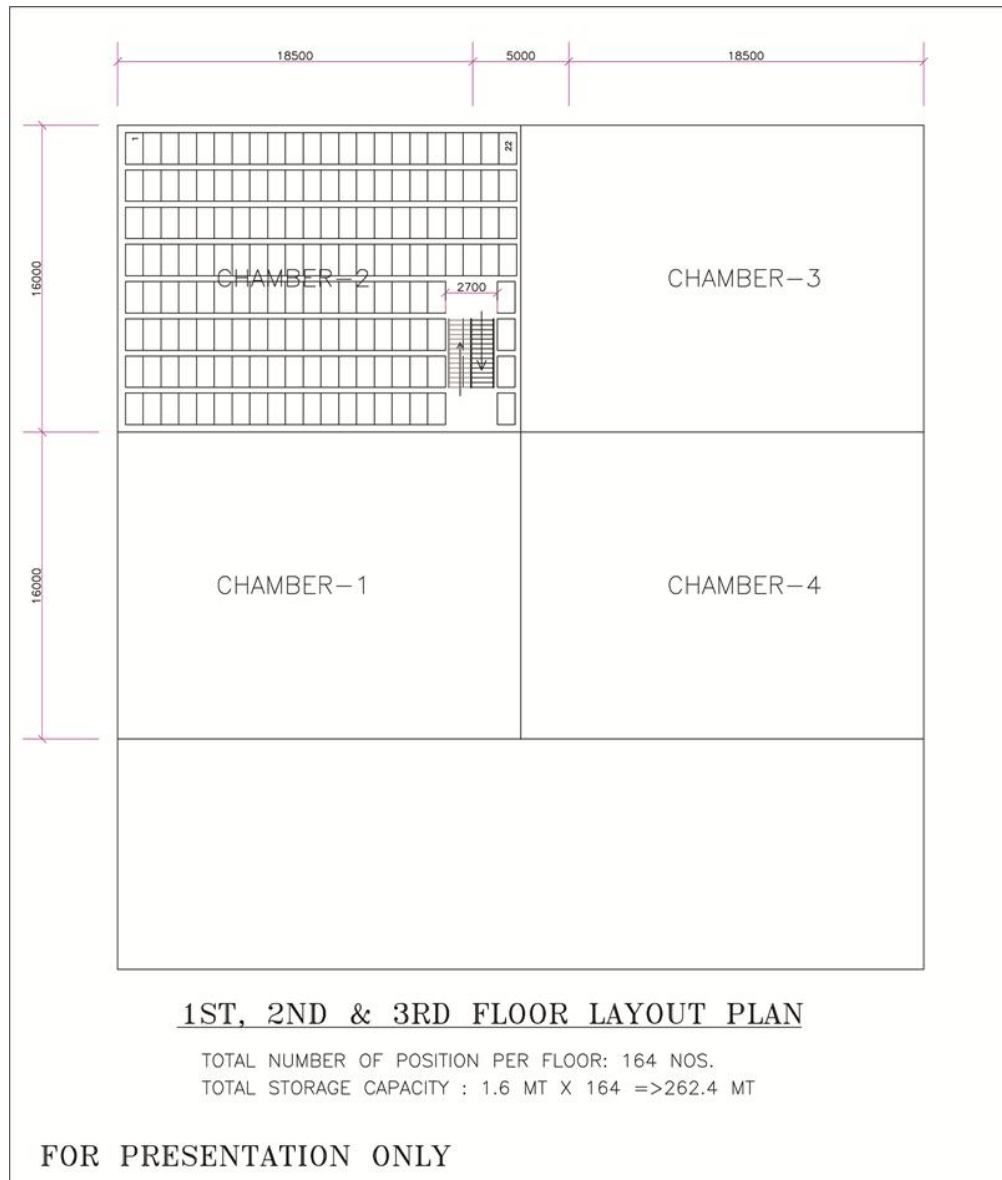 18500 5000 18500
1 22
16000
CHAMBER-2 CHAMBER-3
2700
16000
CHAMBER-1 CHAMBER-4
1ST, 2ND & 3RD FLOOR LAYOUT PLAN
TOTAL NUMBER OF POSITION PER FLOOR: 164 NOS.
TOTAL STORAGE CAPACITY : 1.6 MT X 164 =>262.4 MT
FOR PRESENTATION ONLY